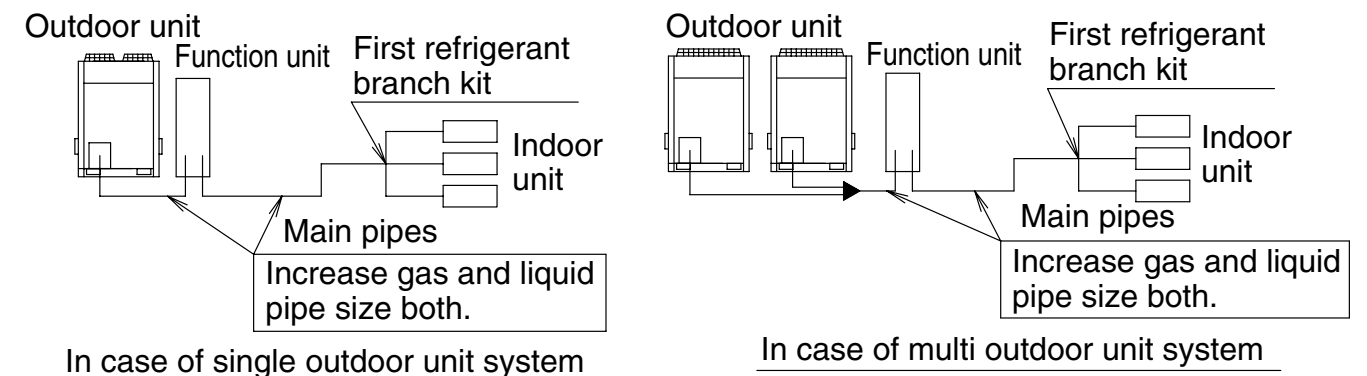 Outdoor unit
Function unit
First refrigerant
branch kit
Indoor
unit
Main pipes
Increase gas and liquid
pipe size both.
In case of single outdoor unit system
Outdoor unit
Function unit
First refrigerant
branch kit
Indoor
unit
Main pipes
Increase gas and liquid
pipe size both.
In case of multi outdoor unit system